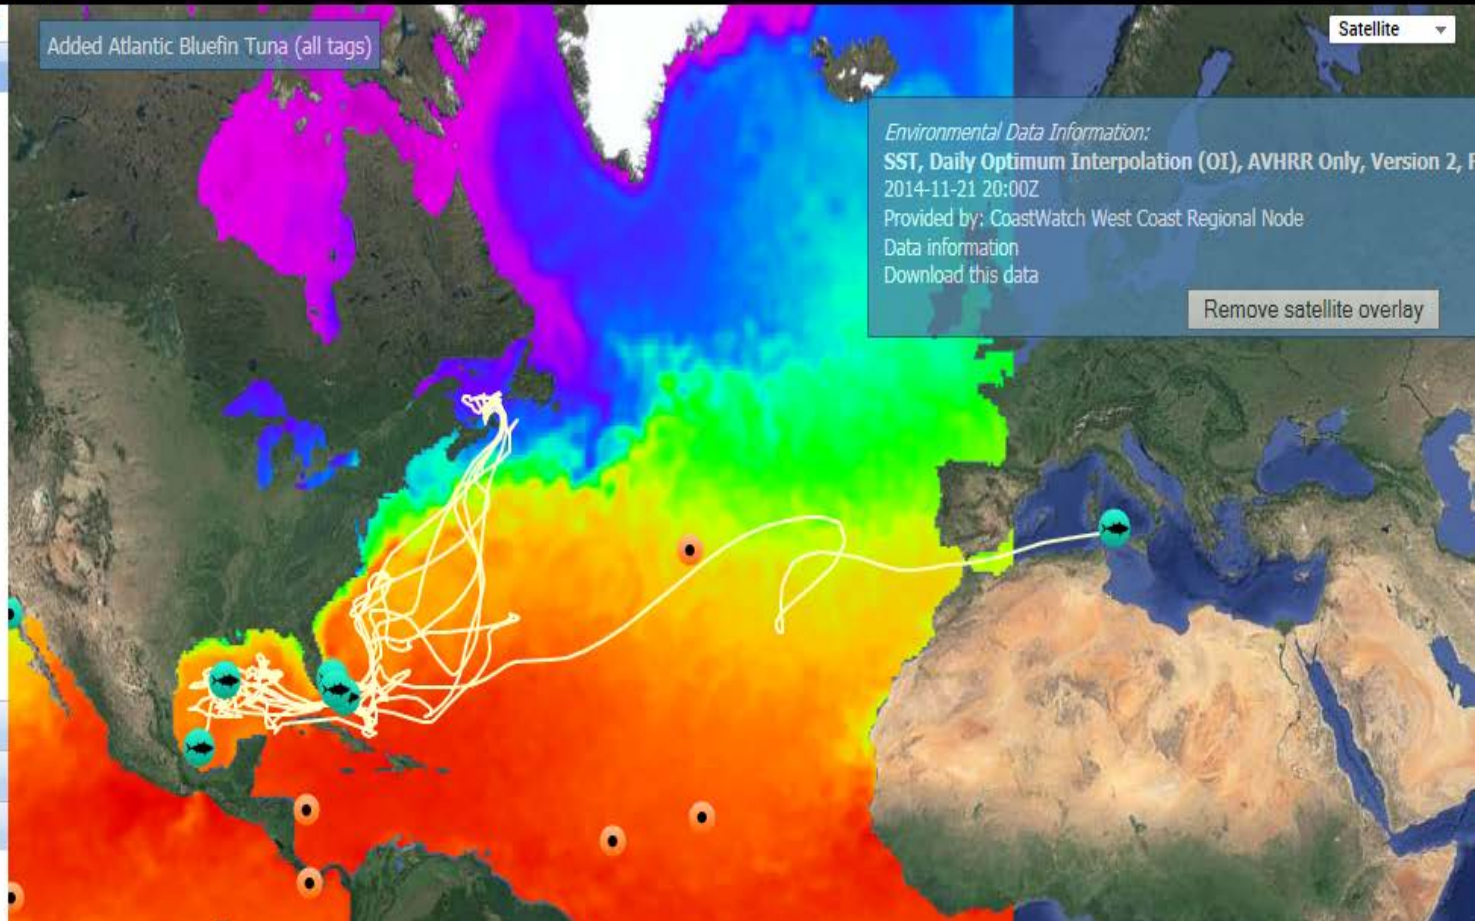 Added Atlantic Bluefin Tuna (all tags)
Satellite
Environmental Data Information:
SST, Daily Optimum Interpolation (OI), AVHRR Only, Version 2,
2014-11-21 20:00Z
Provided by: CoastWatch West Coast Regional Node
Data information
Download this data
Remove satellite overlay